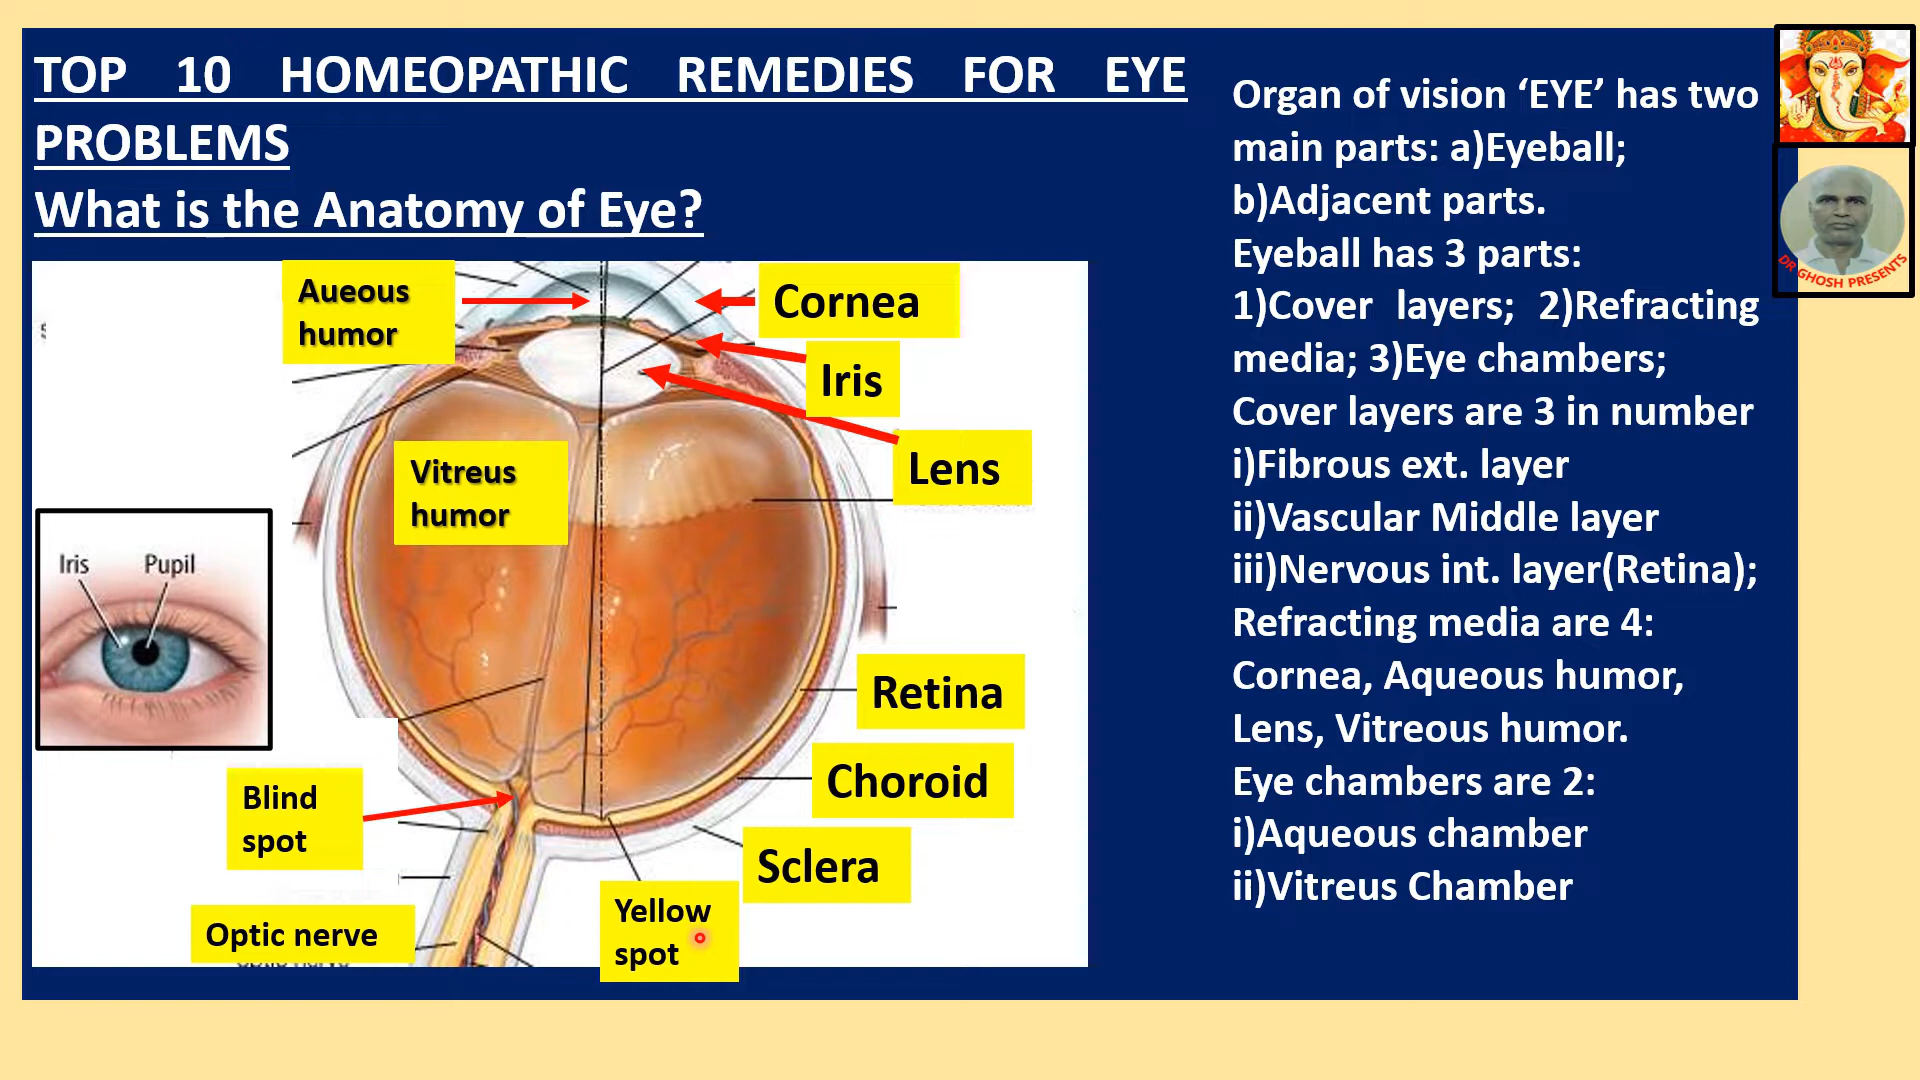 TOP 10 HOMEOPATHIC REMEDIES FOR EYE
PROBLEMS
What is the Anatomy of Eye?
Aueous
humor
Cornea
Iris
Lens
Vitreus
humor
Iris
Pupil
Retina
Choroid
Blind
spot
Sclera
Yellow
spot
Optic nerve
Organ of vision ‘EYE’ has two
main parts: a)Eyeball;
b)Adjacent parts.
Eyeball has 3 parts:
1)Cover layers; 2)Refracting
media; 3)Eye chambers;
Cover layers are 3 in number
i)Fibrous ext. layer
ii)Vascular Middle layer
iii)Nervous int. layer(Retina);
Refracting media are 4:
Cornea, Aqueous humor,
Lens, Vitreous humor.
Eye chambers are 2:
i)Aqueous chamber
ii)Vitreus Chamber
DR GHOSH PRESENTS